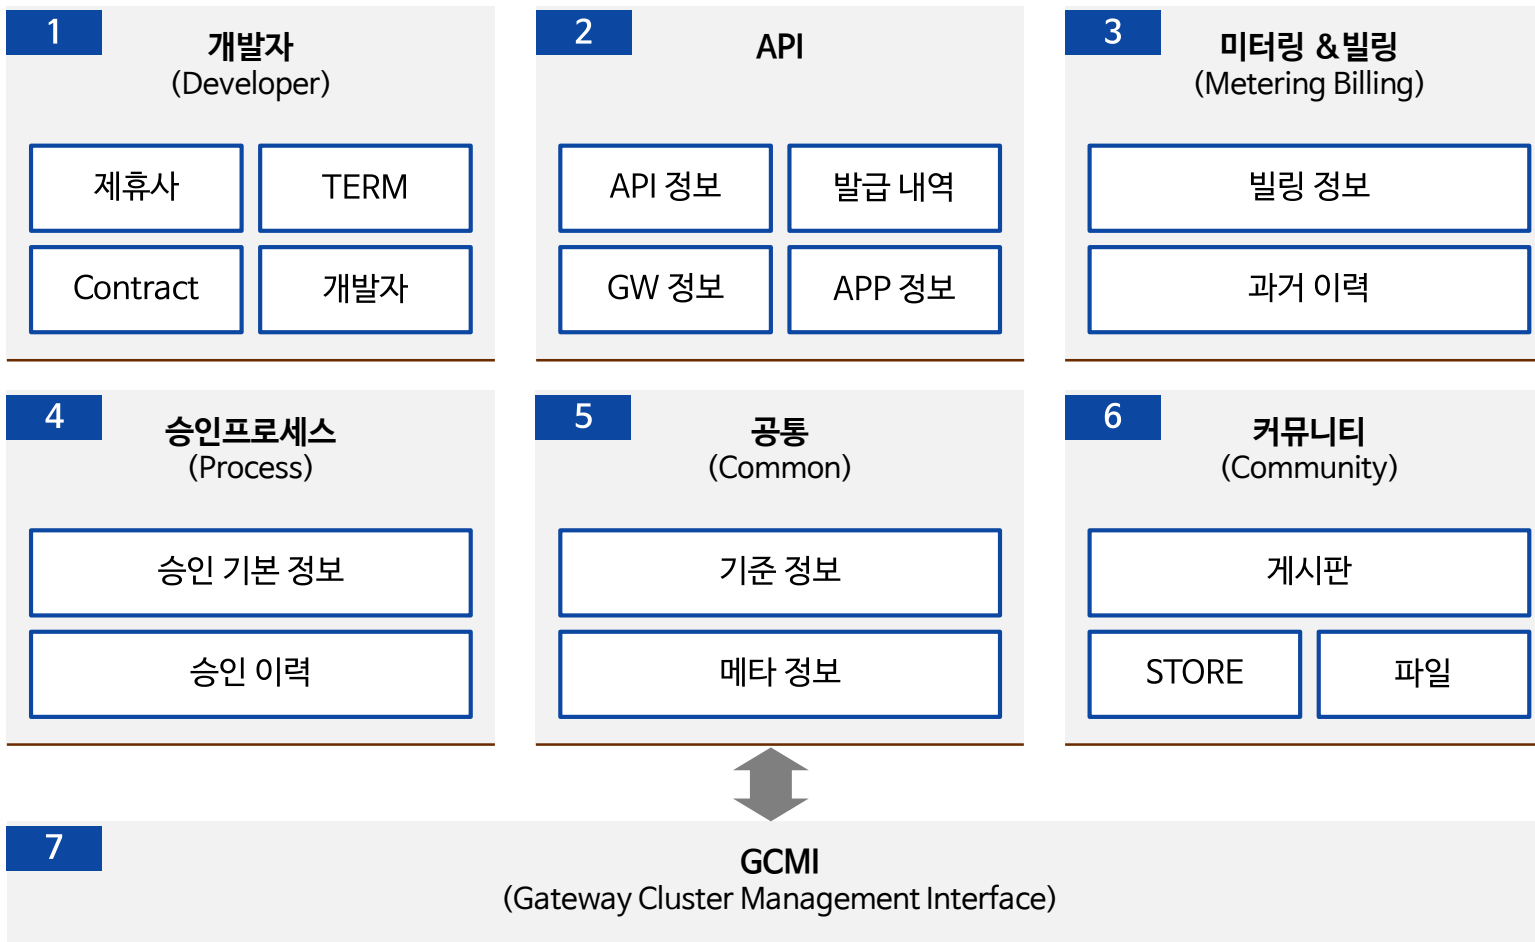 1
개발자
(Developer)
제휴사
TERM
Contract
개발자
2
API
API 정보
발급 내역
GW 정보
APP 정보
3
미터링 &빌링
(Metering Billing)
빌링 정보
과거 이력
4
승인프로세스
(Process)
승인 기본 정보
승인 이력
5
공통
(Common)
기준 정보
메타 정보
6
커뮤니티
(Community)
게시판
STORE
파일
7
GCMI
(Gateway Cluster Management Interface)